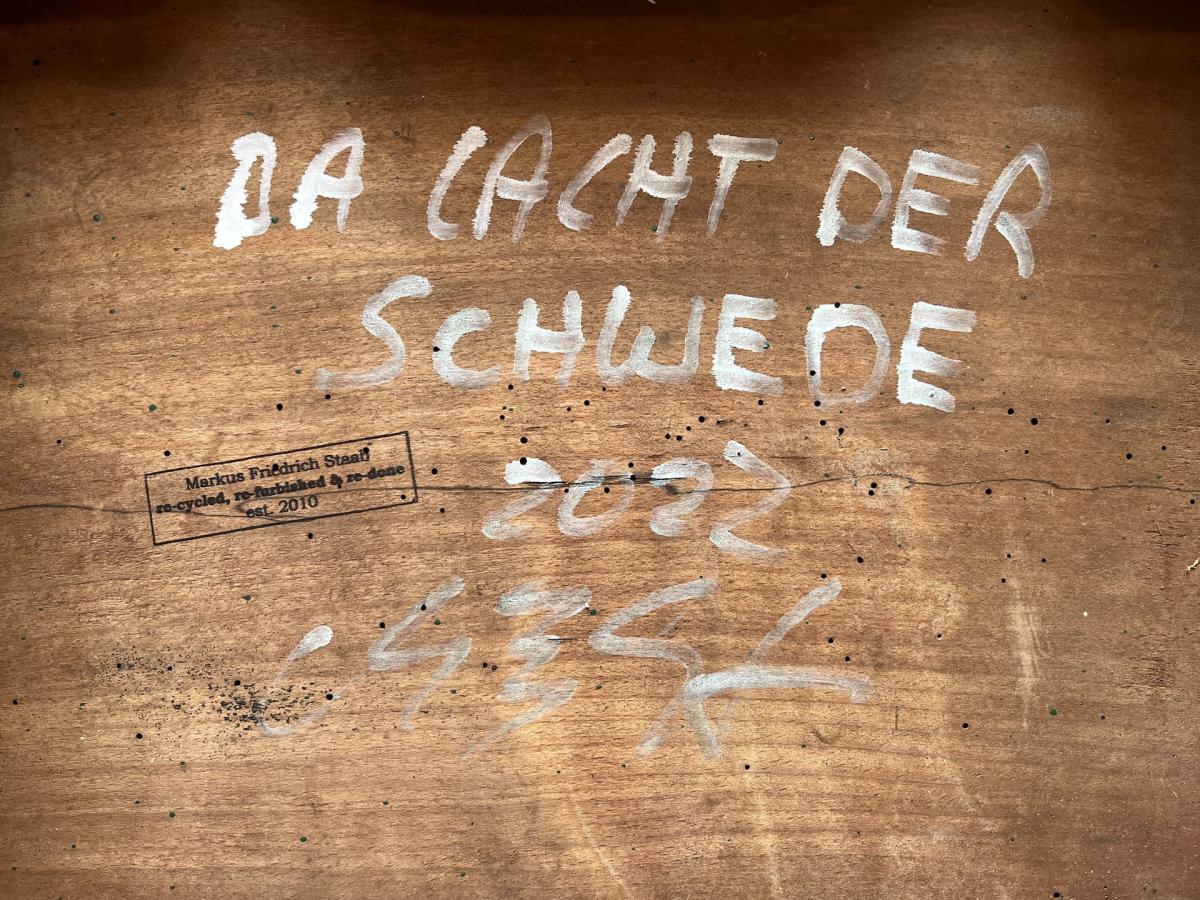 DA LACHT DER
SCHWEDE
Markus Friedrich Staab
re-cycled, re-furbished & re-done
est. 2010
2022